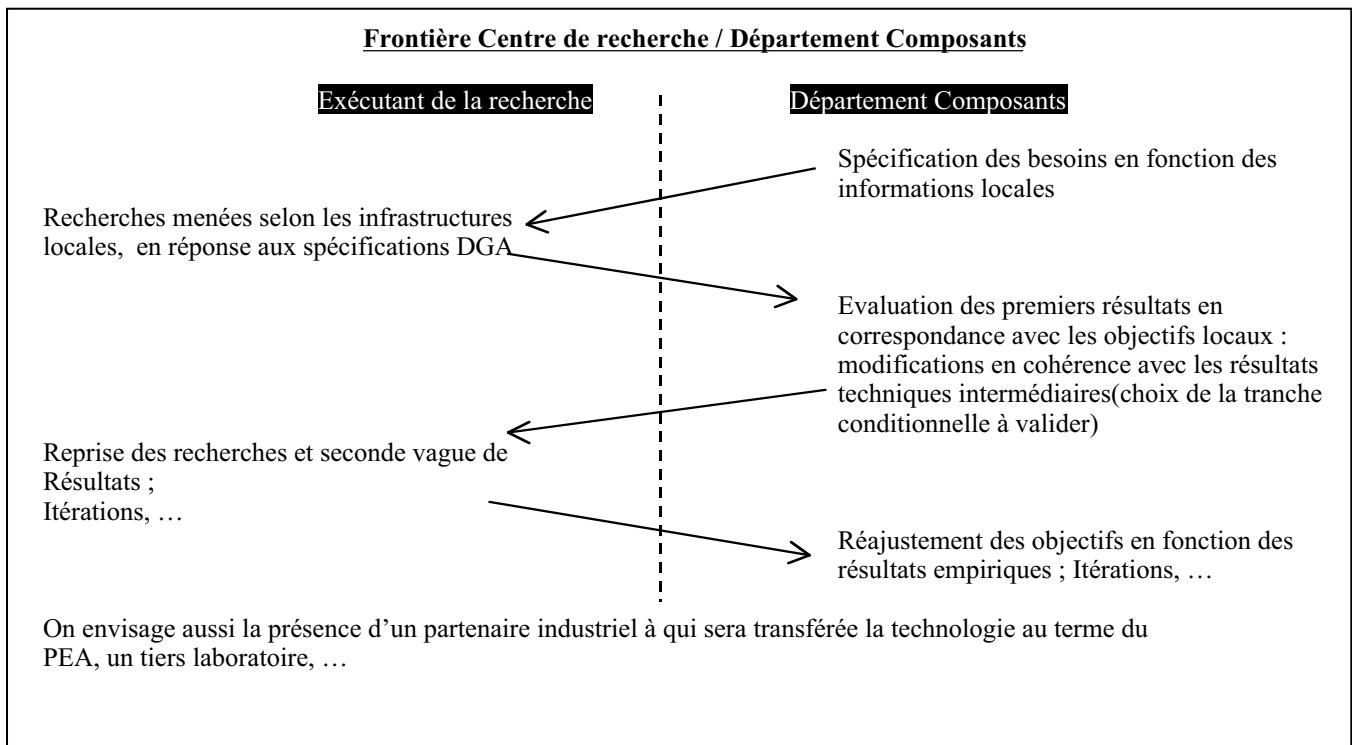 Frontière Centre de recherche / Département Composants
Exécutant de la recherche
Département Composants
Spécification des besoins en fonction des
informations locales
Recherches menées selon les infrastructures
locales, en réponse aux spécifications DGA
Evaluation des premiers résultats en
correspondance avec les objectifs locaux :
modifications en cohérence avec les résultats
techniques intermédiaires(choix de la tranche
conditionnelle à valider)
Reprise des recherches et seconde vague de
Résultats ;
Itérations, …
Réajustement des objectifs en fonction des
résultats empiriques ; Itérations, …
On envisage aussi la présence d’un partenaire industriel à qui sera transférée la technologie au terme du
PEA, un tiers laboratoire, …